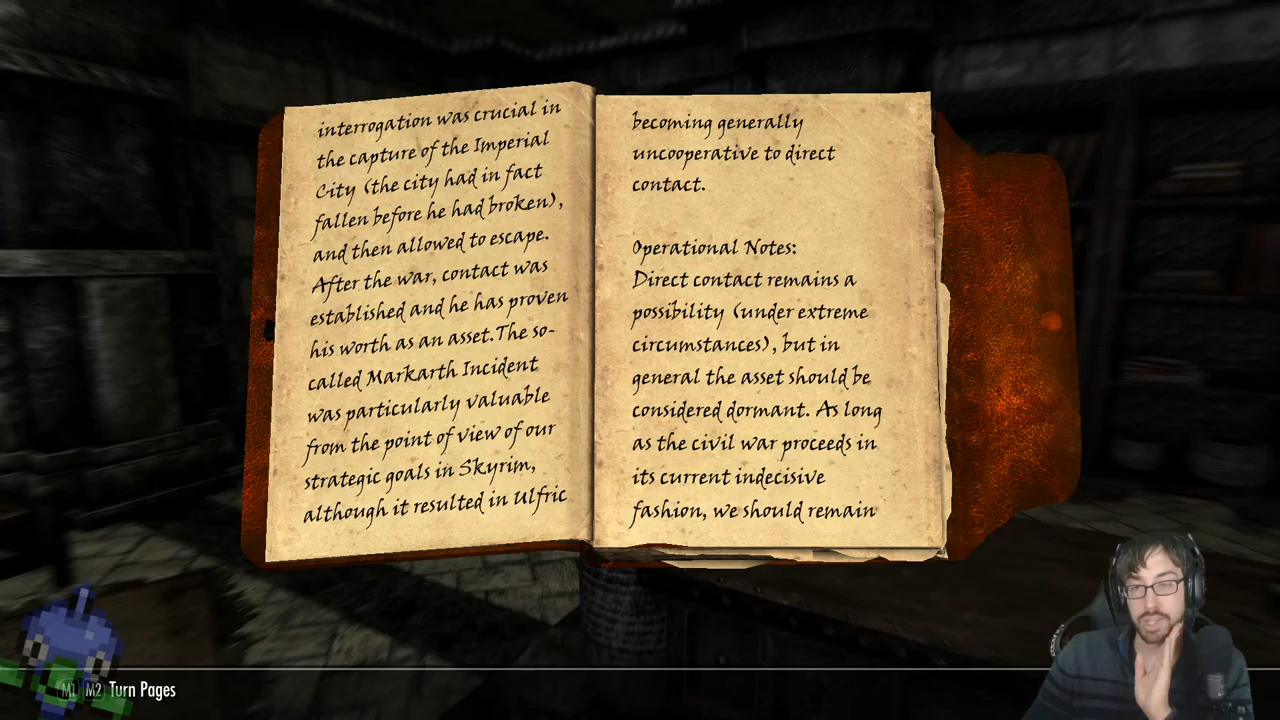 interrogation was crucial in
the capture of the Imperial
City (the city had in fact
fallen before he had broken),
and then allowed to escape.
After the war, contact was
established and he has proven
his worth as an asset.The so-
called Markarth Incident
was particularly valuable
from the point of view of our
strategic goals in Skyrim,
although it resulted in Ulfric
becoming generally
uncooperative to direct
contact.
Operational Notes:
Direct contact remains a
possibility (under extreme
circumstances), but in
general the asset should be
considered dormant. As long
as the civil war proceeds in
its current indecisive
fashion, we should remain
M1 M2 Turn Pages